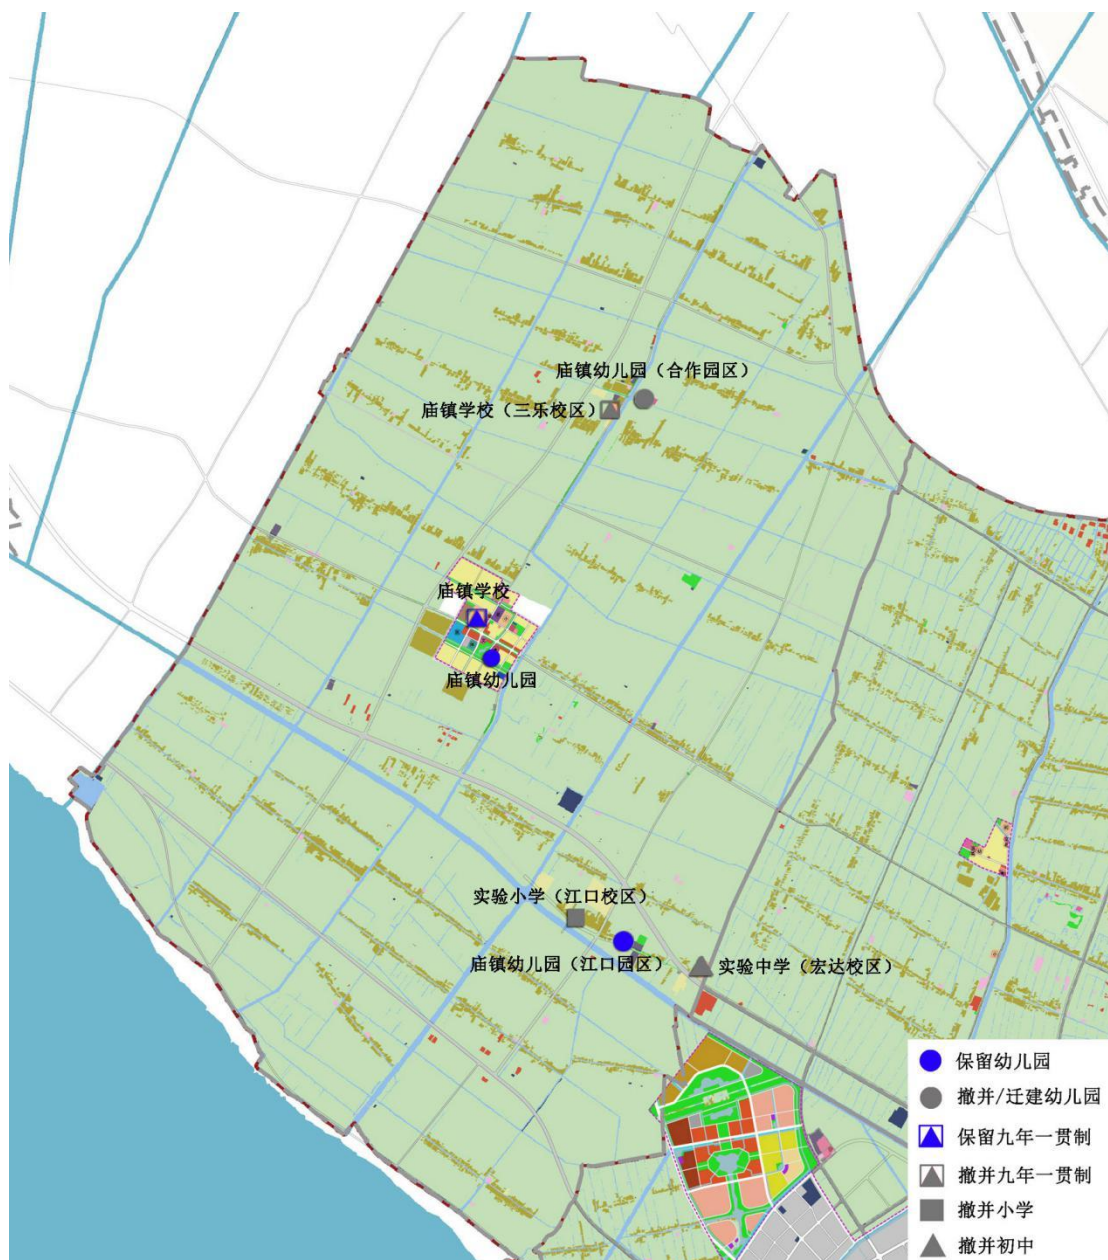 庙镇幼儿园（合作园区）
庙镇学校（三乐校区）
庙镇学校
庙镇幼儿园
实验小学（江口校区）
庙镇幼儿园（江口园区）
实验中学（宏达校区）
保留幼儿园
撤并/迁建幼儿园
保留九年一贯制
撤并九年一贯制
撤并小学
撤并初中